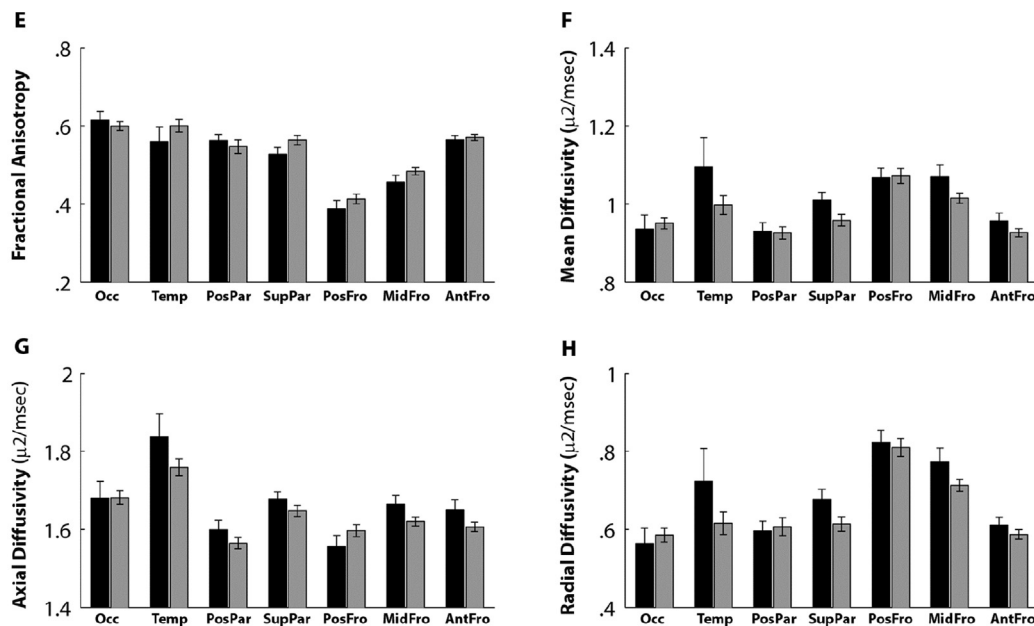 E
Fractional Anisotropy
.8
.6
.4
.2
Occ Temp PosPar SupPar PosFro MidFro AntFro
F
Mean Diffusivity (μ2/msec)
1.4
1.2
1
.8
Occ Temp PosPar SupPar PosFro MidFro AntFro
G
Axial Diffusivity (μ2/msec)
2
1.8
1.6
1.4
Occ Temp PosPar SupPar PosFro MidFro AntFro
H
Radial Diffusivity (μ2/msec)
1
.8
.6
.4
Occ Temp PosPar SupPar PosFro MidFro AntFro